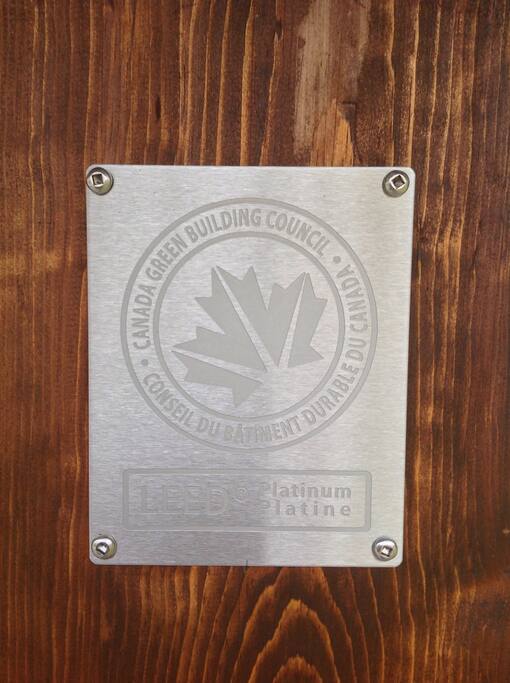 • CANADA GREEN BUILDING COUNCIL •
CONSEIL DU BÂTIMENT DURABLE DU CANADA
LEED® Platinum
Platine